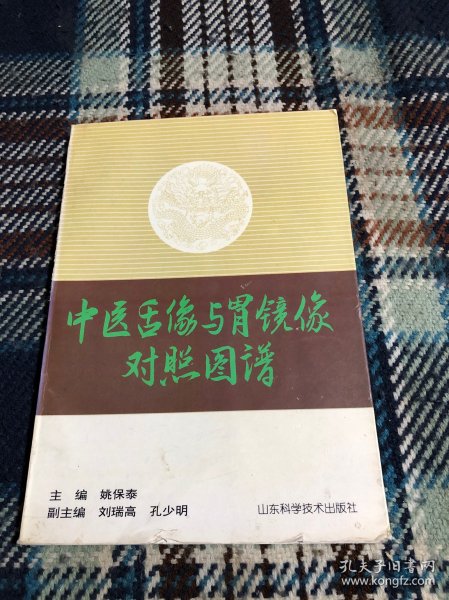 中医舌像与胃镜像
对照图谱
主 编 姚保泰
副主编 刘瑞高 孔少明
山东科学技术出版社
孔夫子旧书网
www.kongfz.com